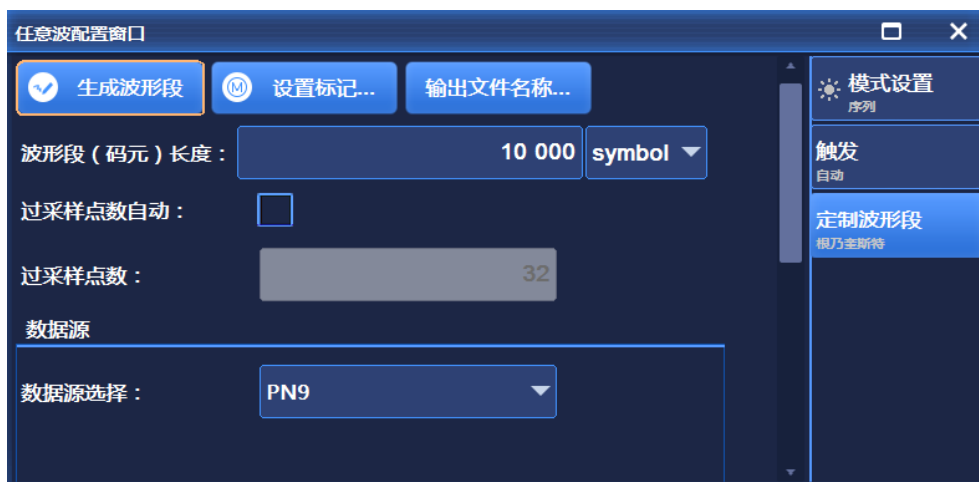 任意波配置窗口
生成波形段
M
设置标记...
输出文件名称...
波形段（码元）长度：
10 000
symbol
过采样点数自动：
过采样点数：
32
数据源
数据源选择：
PN9
模式设置
序列
触发
自动
定制波形段
根乃奎斯特